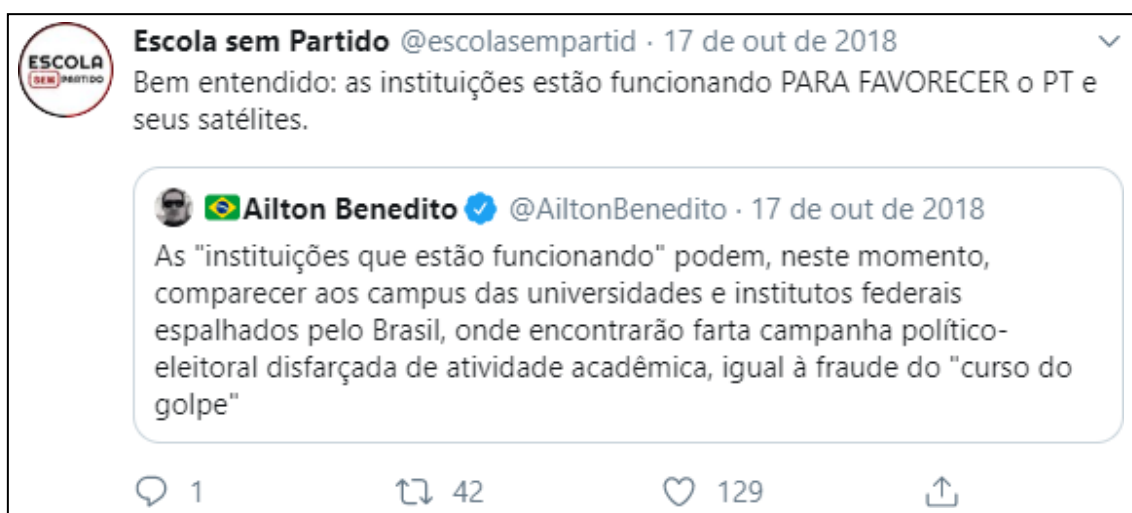 ESCOLA
SEM PARTIDO
Escola sem Partido @escolasempartid · 17 de out de 2018
Bem entendido: as instituições estão funcionando PARA FAVORECER o PT e
seus satélites.
Ailton Benedito @AiltonBenedito · 17 de out de 2018
As "instituições que estão funcionando" podem, neste momento,
comparecer aos campus das universidades e institutos federais
espalhados pelo Brasil, onde encontrarão farta campanha político-
eleitoral disfarçada de atividade acadêmica, igual à fraude do "curso do
golpe"
1 42 129